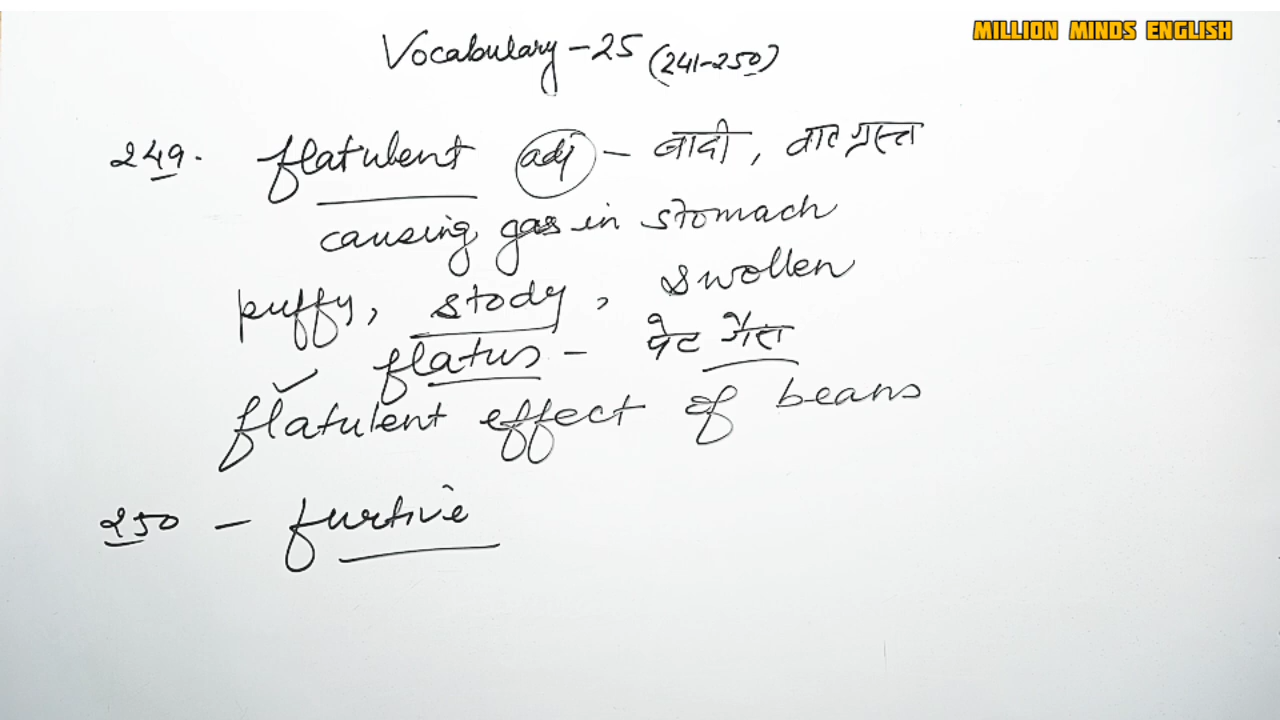 MILLION MINDS ENGLISH
Vocabulary - 25 (241-250)
249. flatulent (adj) - बादी, वात ग्रस्त
causing gas in stomach
puffy, stody, swollen
flatus - पेट गैस
flatulent effect of beans
250 - furtive